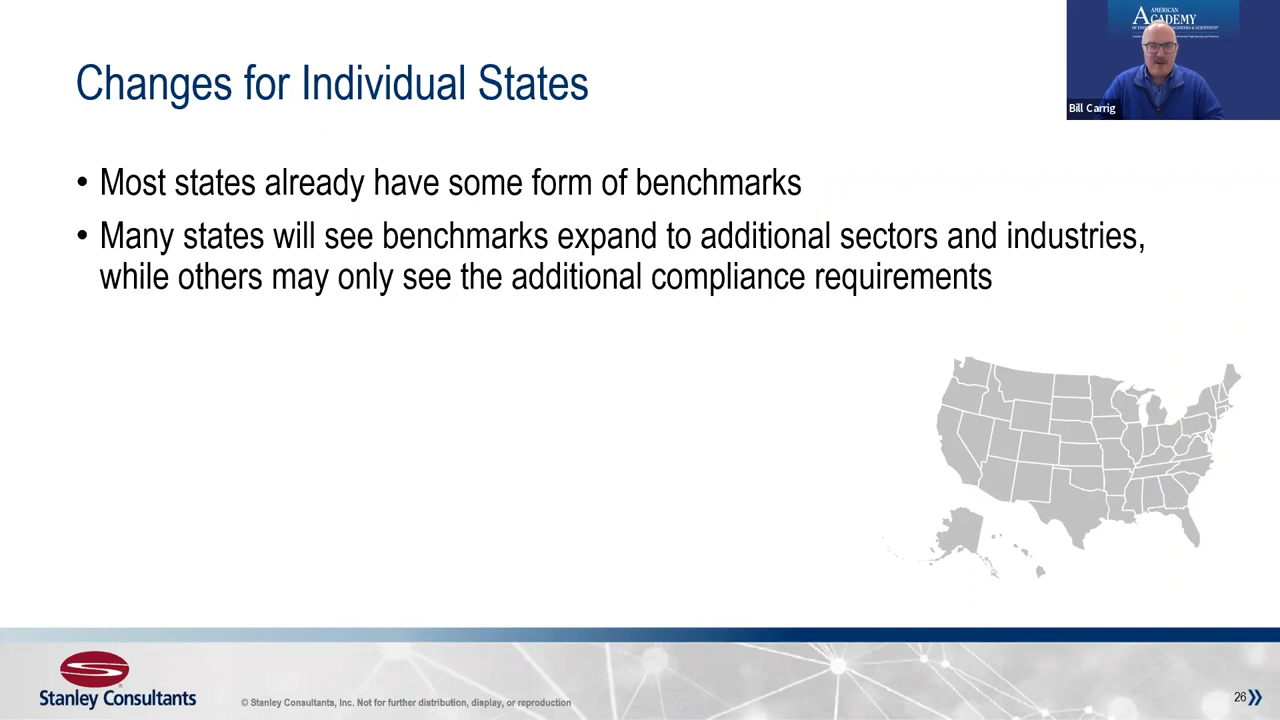 Changes for Individual States
AMERICAN
ACADEMY
Bill Carrig
• Most states already have some form of benchmarks
• Many states will see benchmarks expand to additional sectors and industries,
while others may only see the additional compliance requirements
Stanley Consultants
© Stanley Consultants, Inc. Not for further distribution, display, or reproduction
26